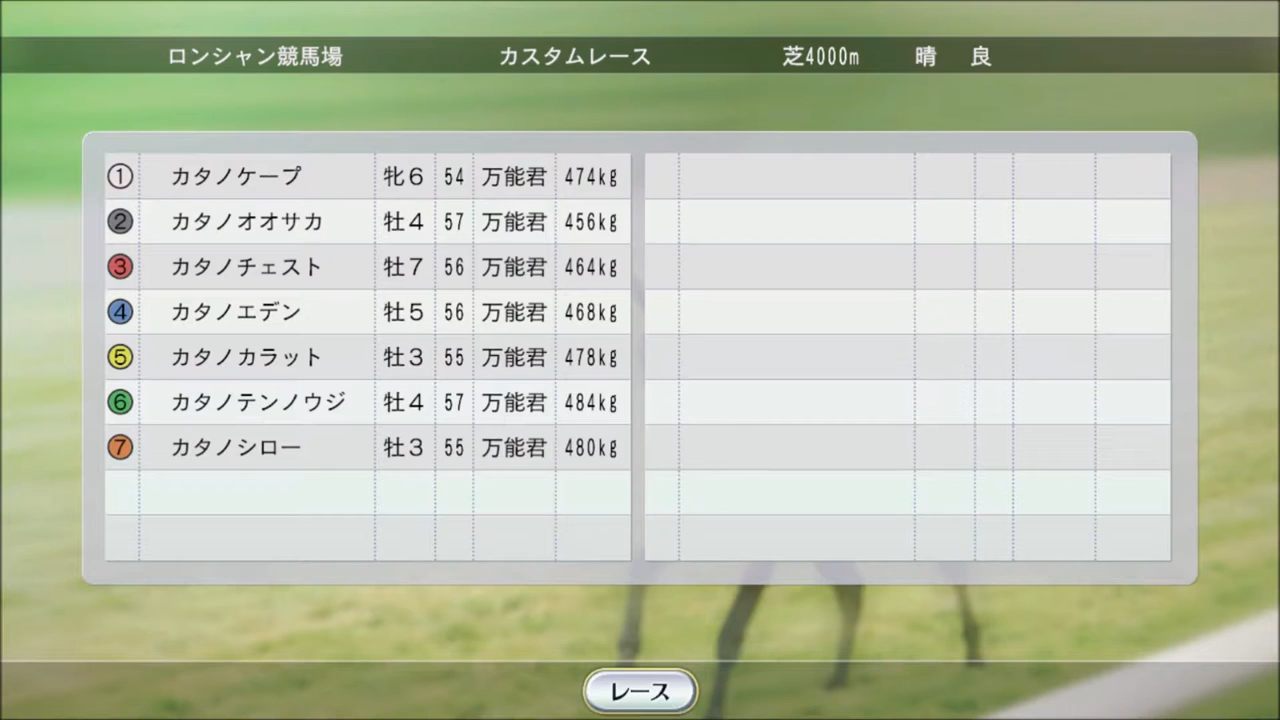 ロンシャン競馬場 カスタムレース 芝4000m 晴 良
① カタノケープ 牝6 54 万能君 474kg
② カタノオオサカ 牡4 57 万能君 456kg
③ カタノチェスト 牡7 56 万能君 464kg
④ カタノエデン 牡5 56 万能君 468kg
⑤ カタノカラット 牡3 55 万能君 478kg
⑥ カタノテンノウジ 牡4 57 万能君 484kg
⑦ カタノシロー 牡3 55 万能君 480kg
レース